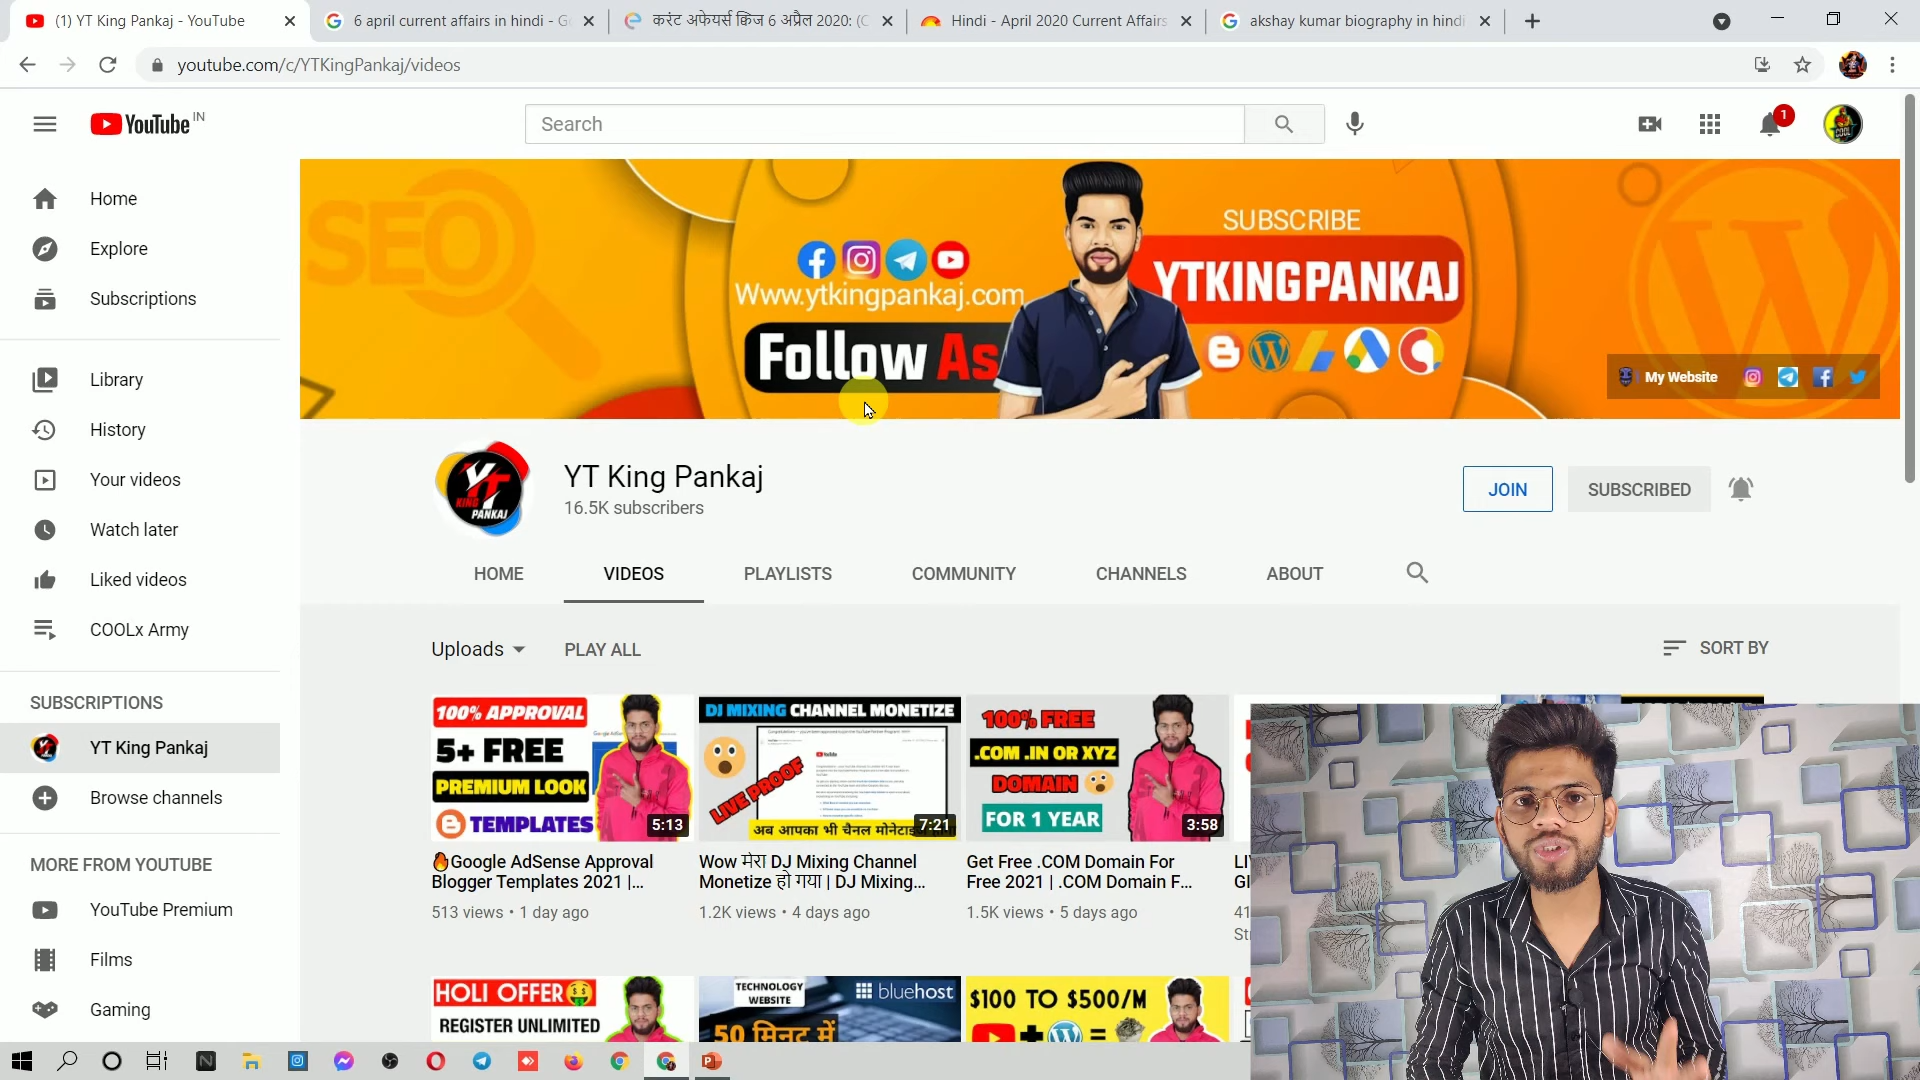 (1) YT King Pankaj - YouTube
6 april current affairs in hindi - G
करंट अफेयर्स क्विज 6 अप्रैल 2020: (C
Hindi - April 2020 Current Affairs
akshay kumar biography in hindi
youtube.com/c/YTKingPankaj/videos
YouTube IN
Search
1
COOL
Home
Explore
Subscriptions
Library
History
Your videos
Watch later
Liked videos
COOLx Army
SUBSCRIPTIONS
YT King Pankaj
Browse channels
MORE FROM YOUTUBE
YouTube Premium
Films
Gaming
SEO
Www.ytkingpankaj.com
Follow As
SUBSCRIBE
YTKINGPANKAJ
My Website
YT KING PANKAJ
YT King Pankaj
16.5K subscribers
JOIN
SUBSCRIBED
HOME
VIDEOS
PLAYLISTS
COMMUNITY
CHANNELS
ABOUT
Uploads
PLAY ALL
SORT BY
100% APPROVAL
5+ FREE
PREMIUM LOOK
TEMPLATES
5:13
Google AdSense Approval
Blogger Templates 2021 |...
513 views • 1 day ago
DJ MIXING CHANNEL MONETIZE
YouTube
LIVE PROOF
अब आपका भी चैनल मोनेटाइ
7:21
Wow मेरा DJ Mixing Channel
Monetize हो गया | DJ Mixing...
1.2K views • 4 days ago
100% FREE
.COM .IN OR XYZ
DOMAIN
FOR 1 YEAR
3:58
Get Free .COM Domain For
Free 2021 | .COM Domain F...
1.5K views • 5 days ago
HOLI OFFER
REGISTER UNLIMITED
TECHNOLOGY
WEBSITE
bluehost
50 मिनट में
$100 TO $500/M